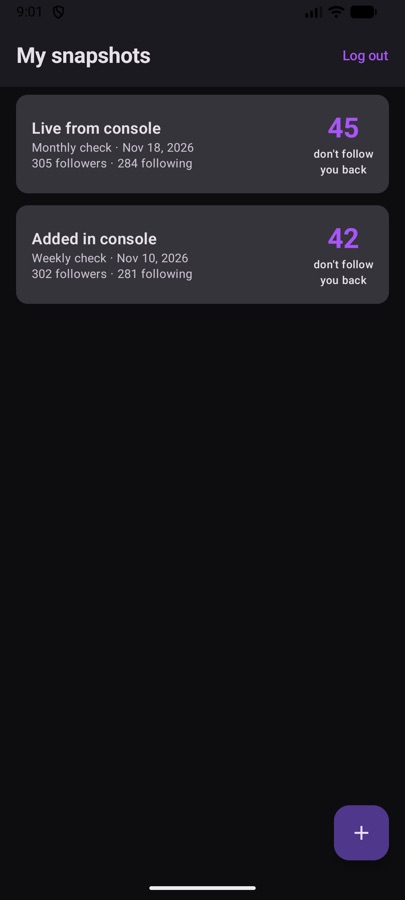 9:01
My snapshots
Log out
Live from console
Monthly check · Nov 18, 2026
305 followers · 284 following
45
don't follow
you back
Added in console
Weekly check · Nov 10, 2026
302 followers · 281 following
42
don't follow
you back
+